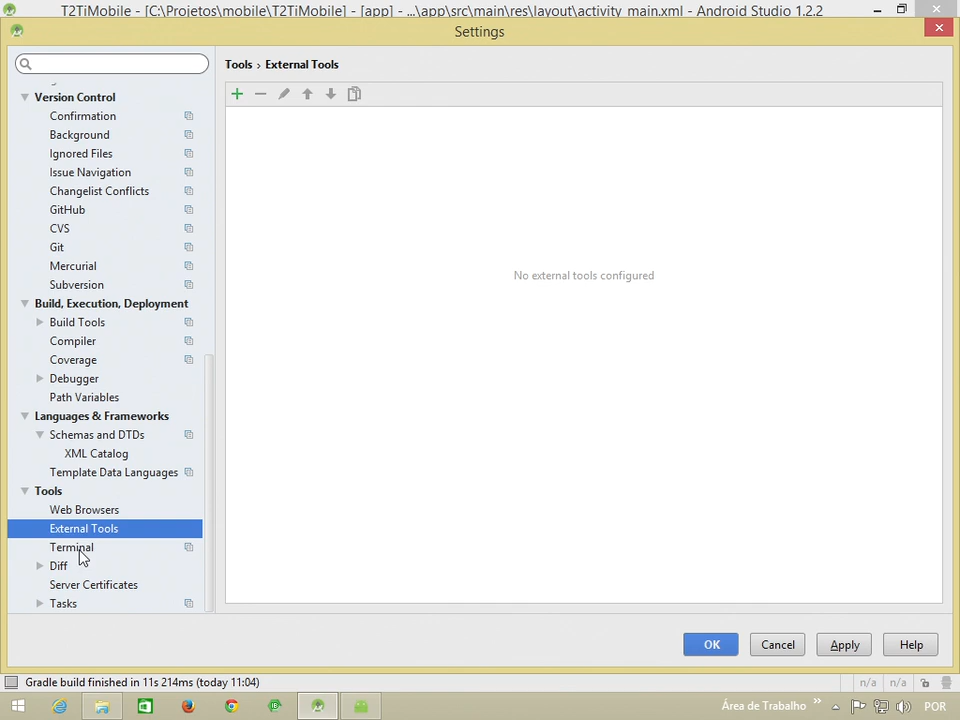 T2TiMobile - [C:\Projetos\mobile\T2TiMobile] - [app] - ...\app\src\main\res\layout\activity_main.xml - Android Studio 1.2.2
Settings
Tools › External Tools
Version Control
Confirmation
Background
Ignored Files
Issue Navigation
Changelist Conflicts
GitHub
CVS
Git
Mercurial
Subversion
Build, Execution, Deployment
Build Tools
Compiler
Coverage
Debugger
Path Variables
Languages & Frameworks
Schemas and DTDs
XML Catalog
Template Data Languages
Tools
Web Browsers
External Tools
Terminal
Diff
Server Certificates
Tasks
No external tools configured
OK
Cancel
Apply
Help
Gradle build finished in 11s 214ms (today 11:04)
n/a
n/a
Área de Trabalho
POR